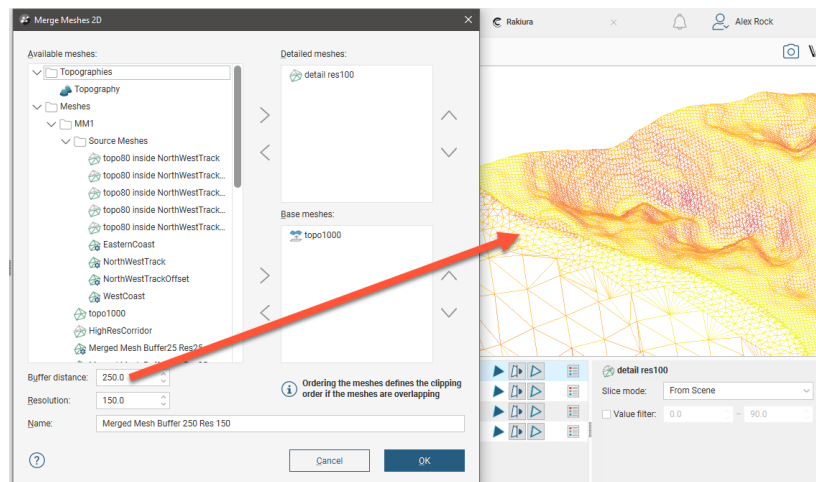 Merge Meshes 2D
Rakiura
Alex Rock
Available meshes:
Topographies
Topography
Meshes
MM1
Source Meshes
topo80 inside NorthWestTrack
topo80 inside NorthWestTrack...
topo80 inside NorthWestTrack...
topo80 inside NorthWestTrack...
topo80 inside NorthWestTrack...
EasternCoast
NorthWestTrack
NorthWestTrackOffset
WestCoast
topo1000
HighResCorridor
Merged Mesh Buffer25 Res25
Detailed meshes:
detail res100
Base meshes:
topo1000
Buffer distance: 250.0
Resolution: 150.0
Ordering the meshes defines the clipping
order if the meshes are overlapping
Name: Merged Mesh Buffer 250 Res 150
Cancel
OK
detail res100
Slice mode: From Scene
Value filter: 0.0 – 90.0